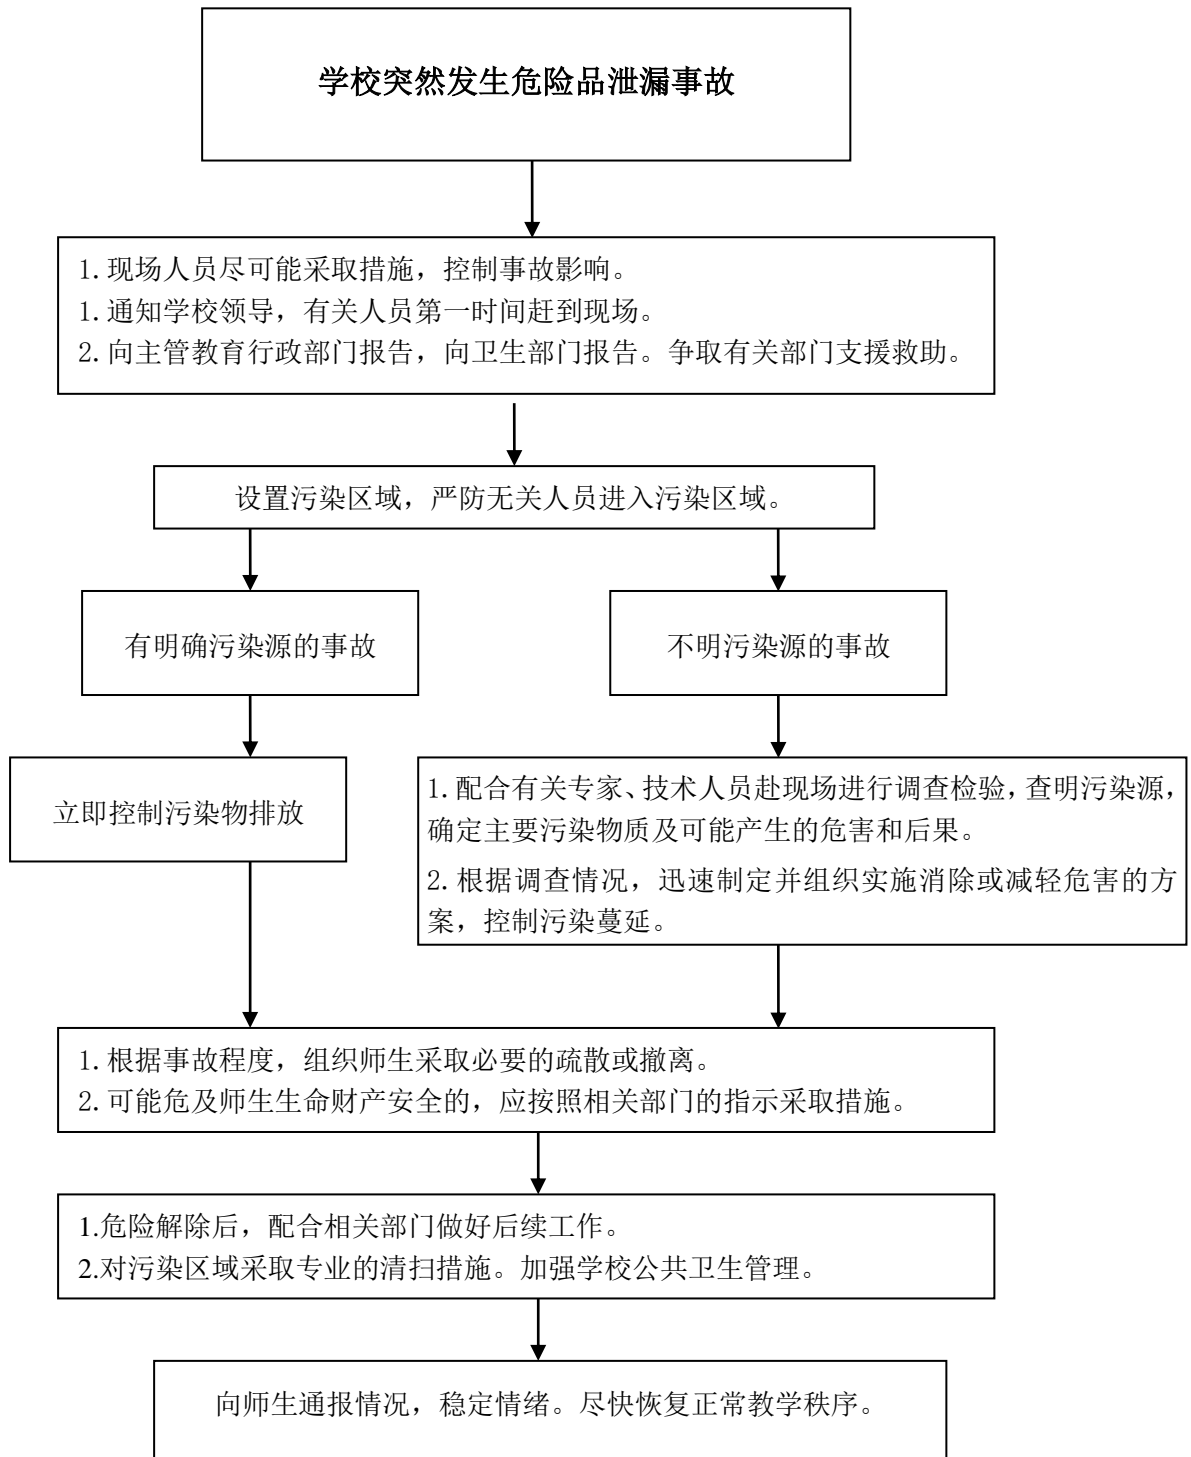 学校突然发生危险品泄漏事故
1.现场人员尽可能采取措施，控制事故影响。
1.通知学校领导，有关人员第一时间赶到现场。
2.向主管教育行政部门报告，向卫生部门报告。争取有关部门支援救助。
设置污染区域，严防无关人员进入污染区域。
有明确污染源的事故
不明污染源的事故
立即控制污染物排放
1.配合有关专家、技术人员赴现场进行调查检验，查明污染源，
确定主要污染物质及可能产生的危害和后果。
2.根据调查情况，迅速制定并组织实施消除或减轻危害的方
案，控制污染蔓延。
1.根据事故程度，组织师生采取必要的疏散或撤离。
2.可能危及师生生命财产安全的，应按照相关部门的指示采取措施。
1.危险解除后，配合相关部门做好后续工作。
2.对污染区域采取专业的清扫措施。加强学校公共卫生管理。
向师生通报情况，稳定情绪。尽快恢复正常教学秩序。